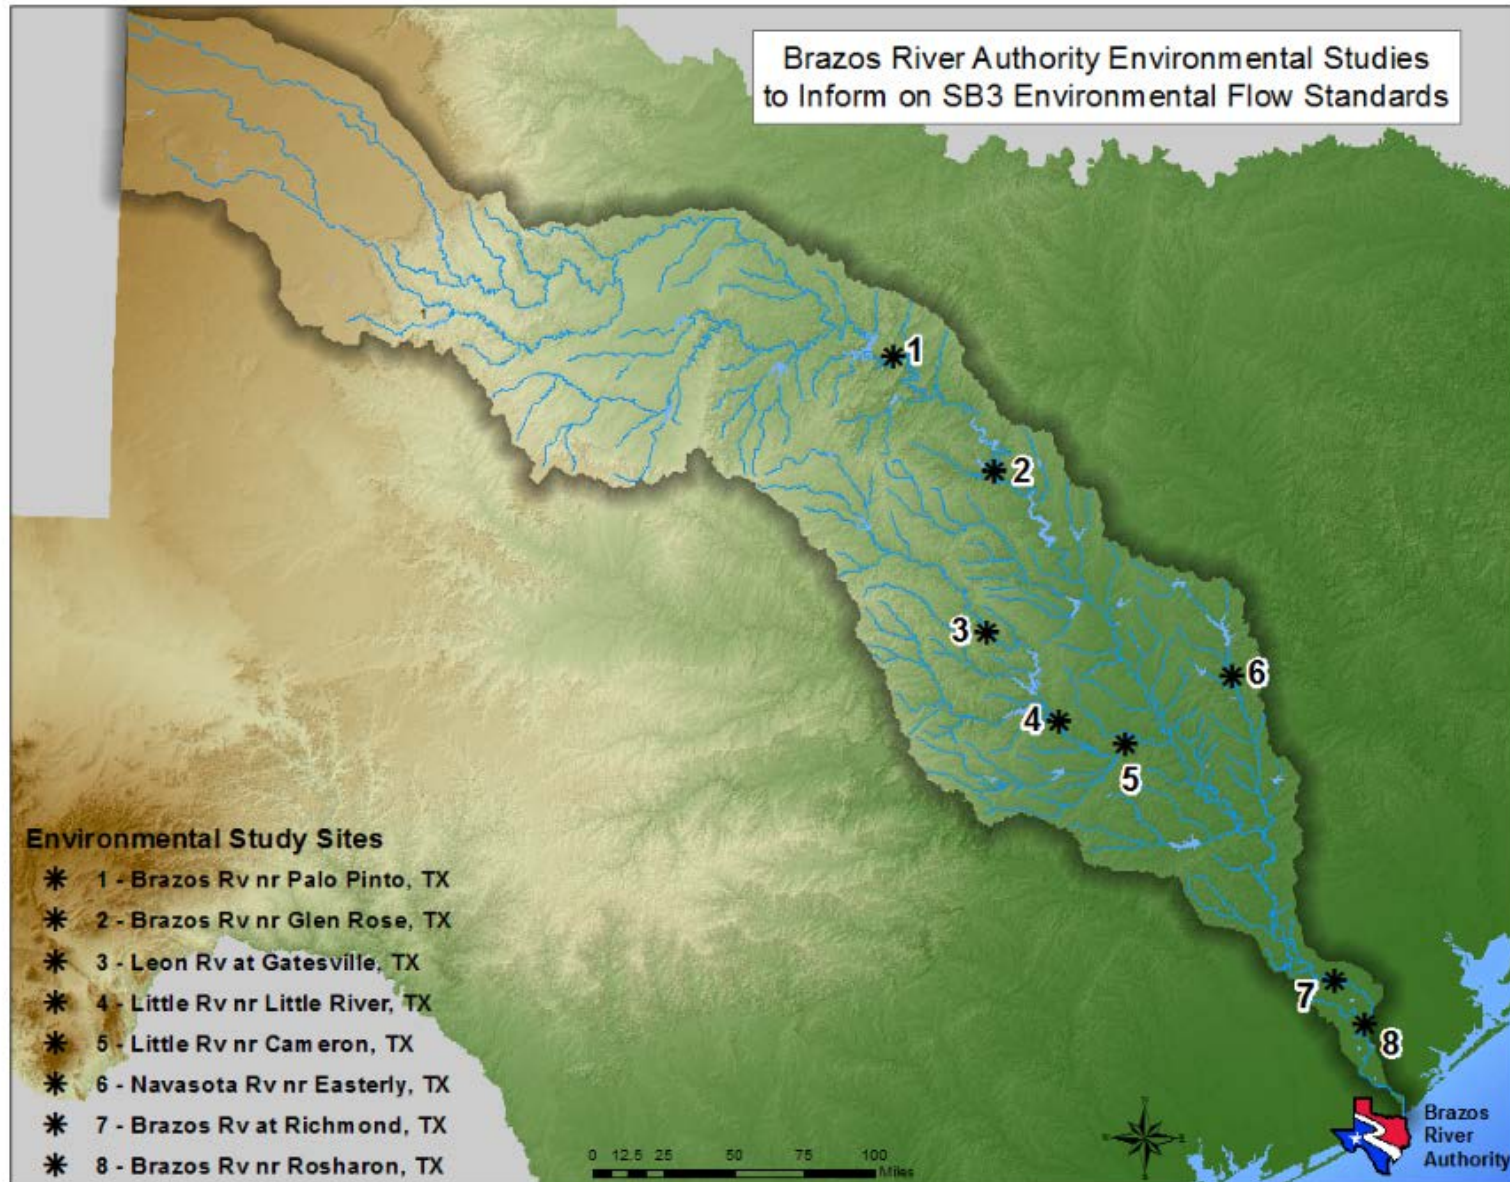 Brazos River Authority Environmental Studies
to Inform on SB3 Environmental Flow Standards
1
1
2
3
6
4
5
7
8
Environmental Study Sites
1 - Brazos Rv nr Palo Pinto, TX
2 - Brazos Rv nr Glen Rose, TX
3 - Leon Rv at Gatesville, TX
4 - Little Rv nr Little River, TX
5 - Little Rv nr Cameron, TX
6 - Navasota Rv nr Easterly, TX
7 - Brazos Rv at Richmond, TX
8 - Brazos Rv nr Rosharon, TX
0 12.5 25 50 75 100
Miles
Brazos
River
Authority